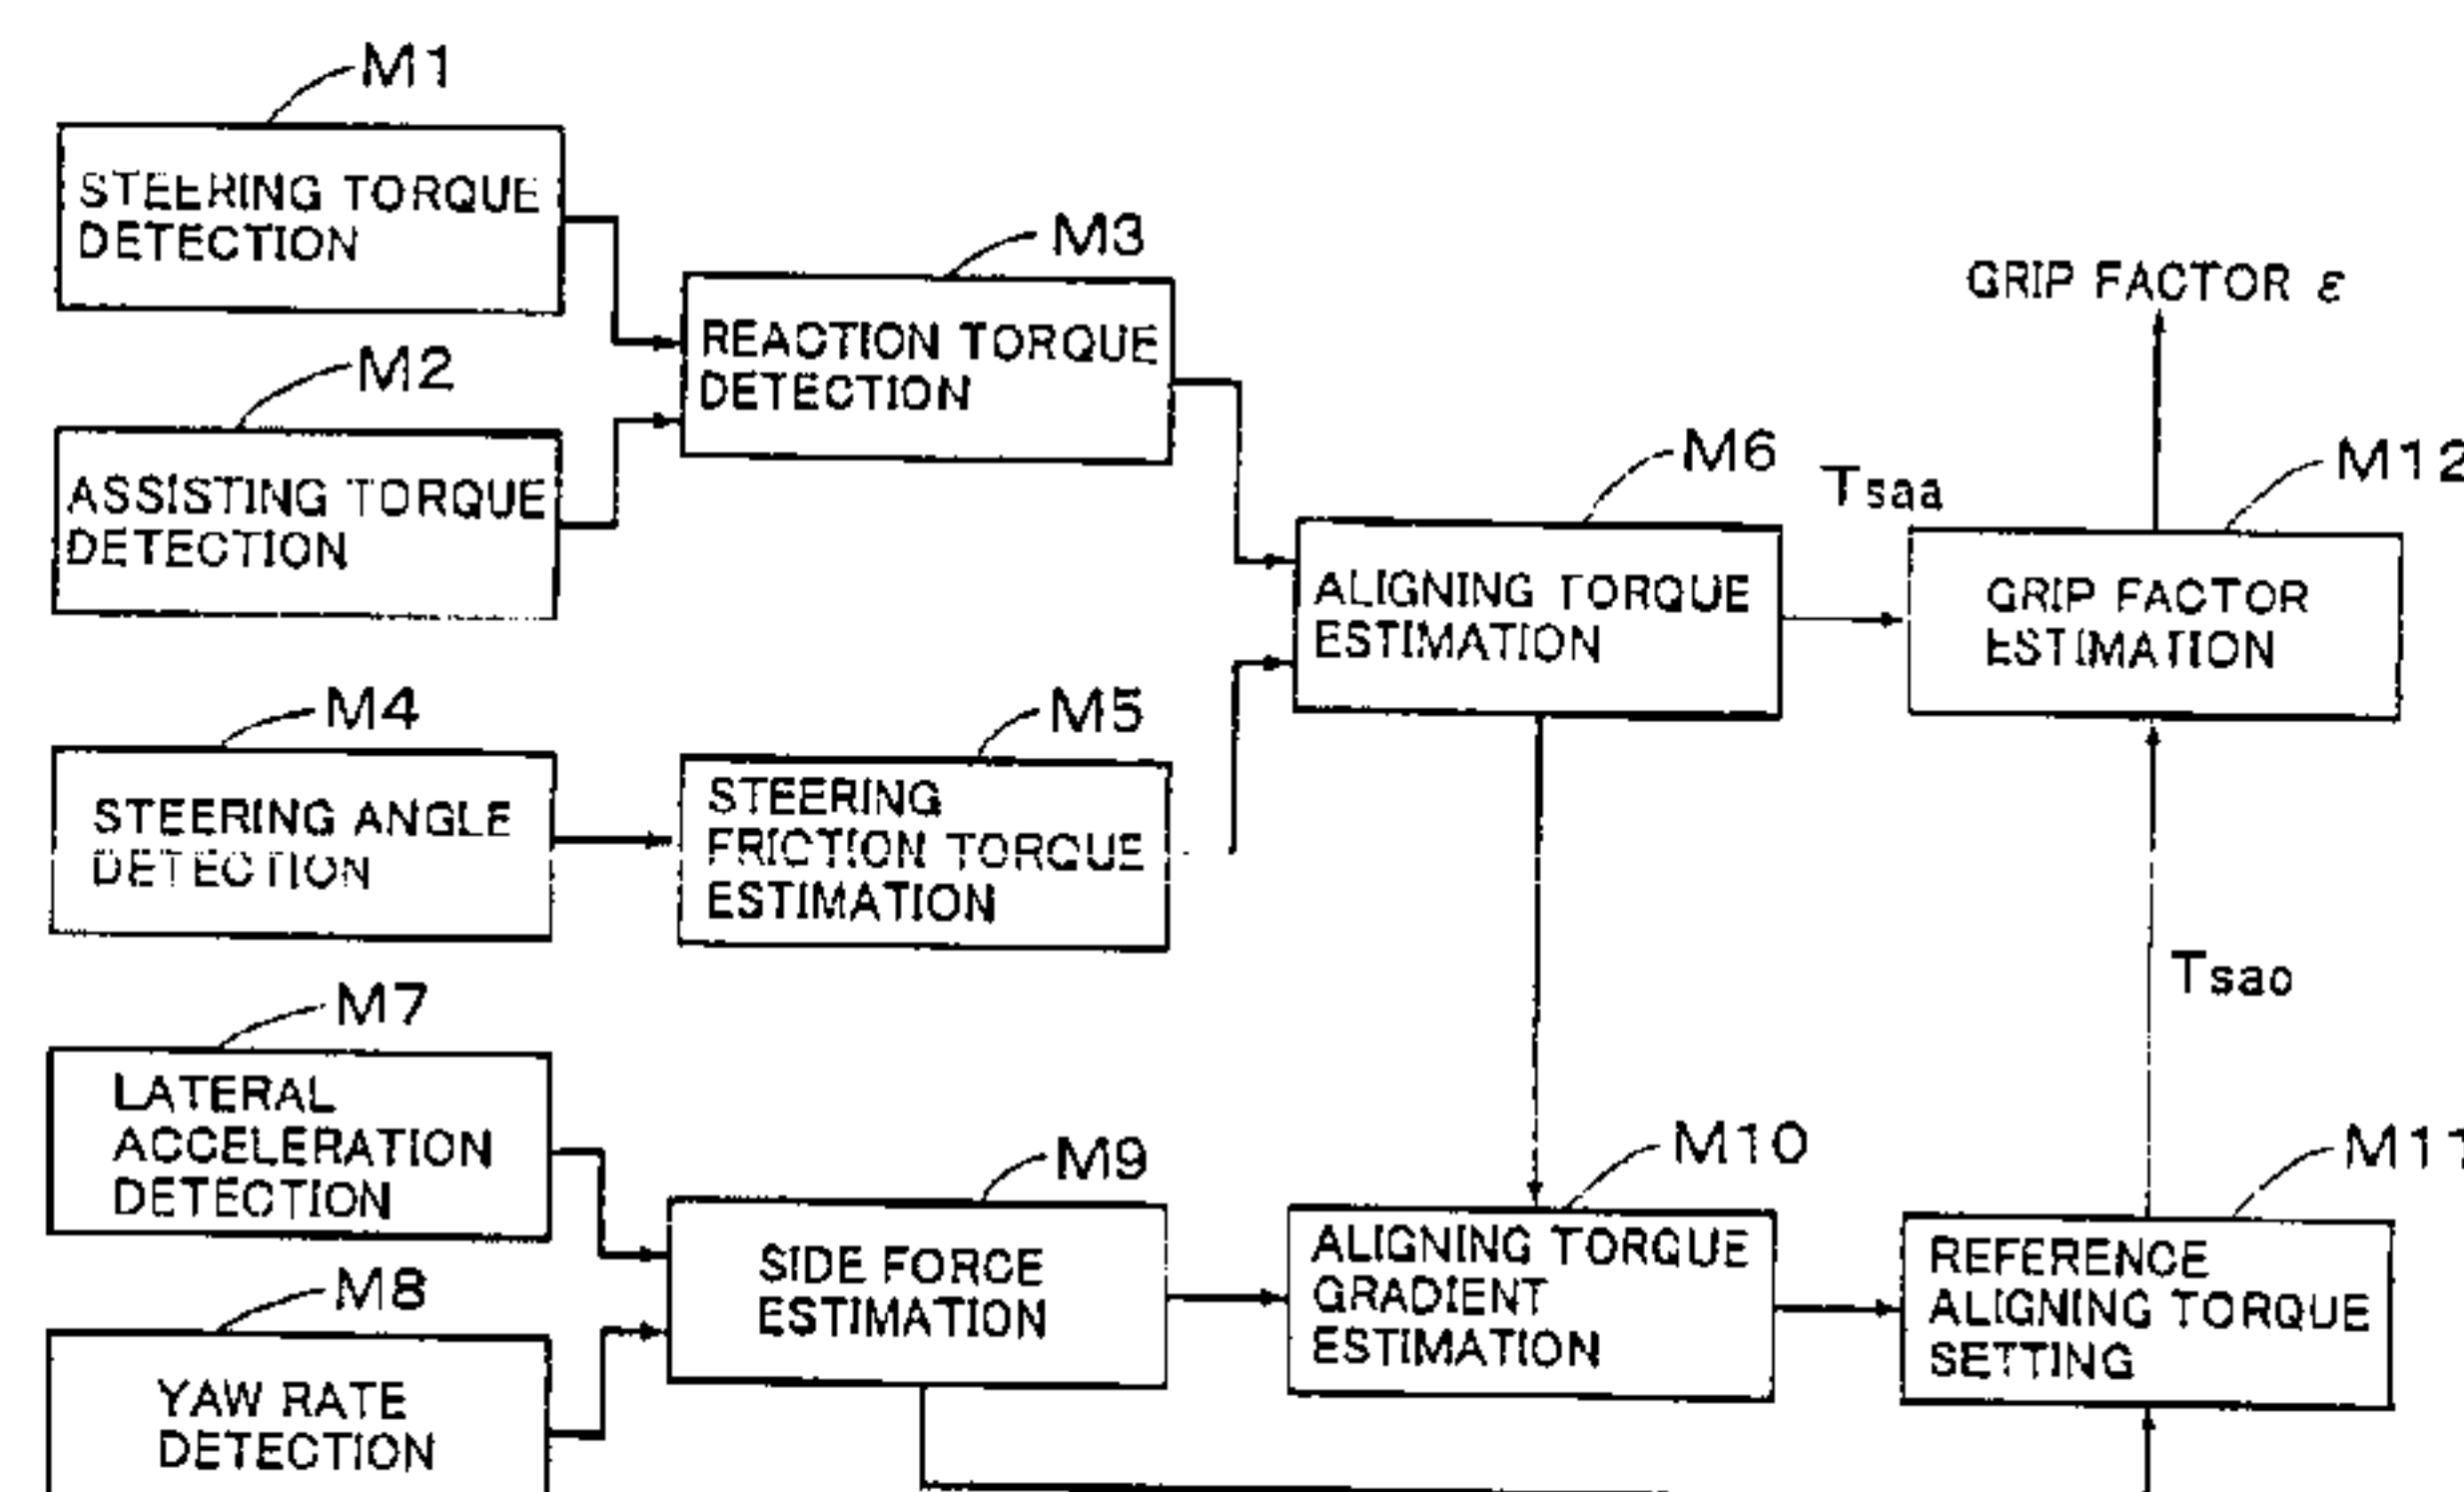 M1
STEERING TORQUE
DETECTION
M2
ASSISTING TORQUE
DETECTION
M3
REACTION TORQUE
DETECTION
M4
STEERING ANGLE
DETECTION
M5
STEERING
FRICTION TORQUE
ESTIMATION
M6
ALIGNING TORQUE
ESTIMATION
Tsaa
GRIP FACTOR ε
M12
GRIP FACTOR
ESTIMATION
Tsao
M7
LATERAL
ACCELERATION
DETECTION
M8
YAW RATE
DETECTION
M9
SIDE FORCE
ESTIMATION
M10
ALIGNING TORQUE
GRADIENT
ESTIMATION
M11
REFERENCE
ALIGNING TORQUE
SETTING